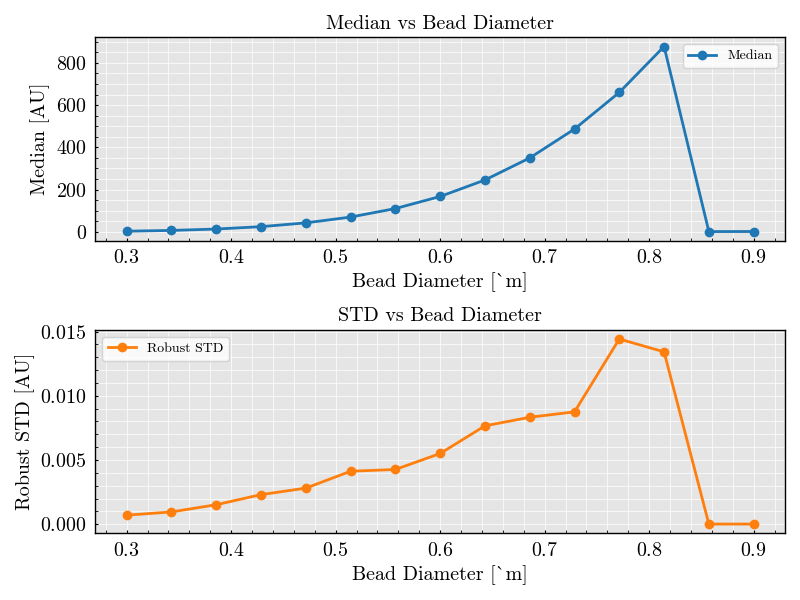 Median vs Bead Diameter
Median [AU]
800
600
400
200
0
Median
0.3 0.4 0.5 0.6 0.7 0.8 0.9
Bead Diameter [`m]
STD vs Bead Diameter
Robust STD [AU]
0.015
0.010
0.005
0.000
Robust STD
0.3 0.4 0.5 0.6 0.7 0.8 0.9
Bead Diameter [`m]